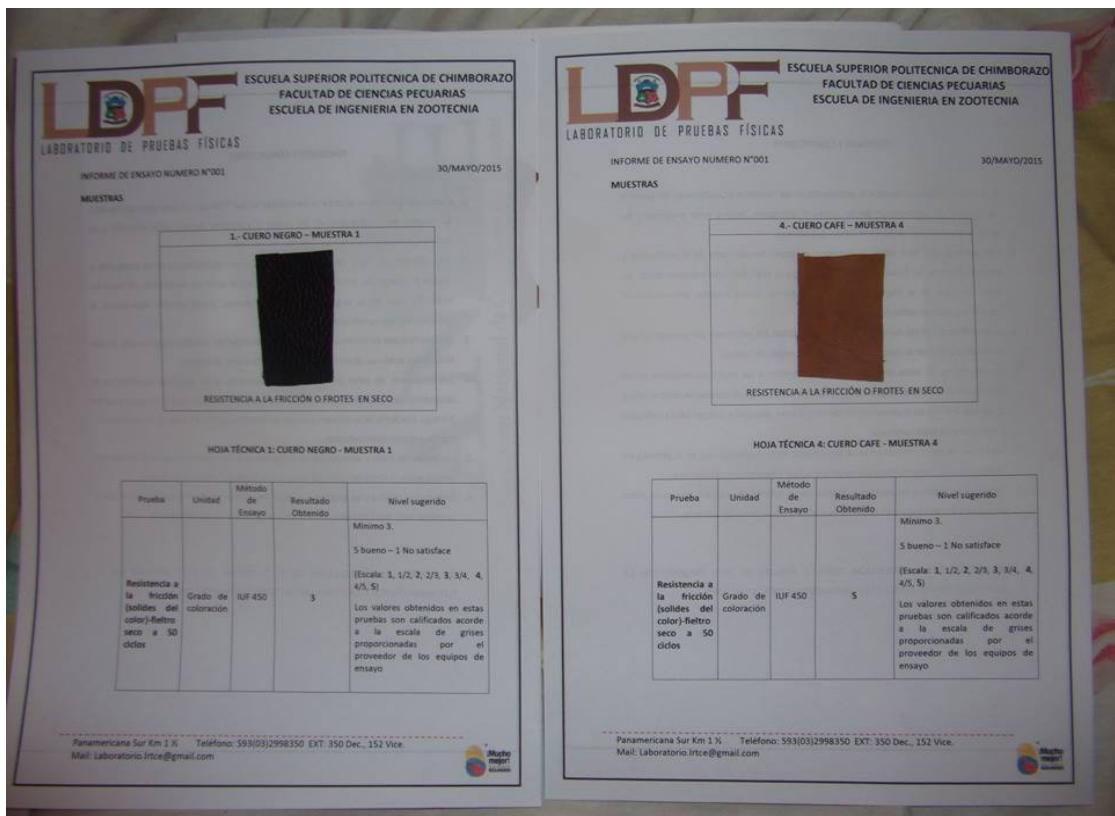 LDPF
LABORATORIO DE PRUEBAS FÍSICAS
ESCUELA SUPERIOR POLITECNICA DE CHIMBORAZO
FACULTAD DE CIENCIAS PECUARIAS
ESCUELA DE INGENIERIA EN ZOOTECNIA
INFORME DE ENSAYO NUMERO N°001
30/MAYO/2015
MUESTRAS
1.- CUERO NEGRO – MUESTRA 1
RESISTENCIA A LA FRICCIÓN O FROTES EN SECO
HOJA TÉCNICA 1: CUERO NEGRO - MUESTRA 1
Prueba
Unidad
Método
de
Ensayo
Resultado
Obtenido
Nivel sugerido
Resistencia a
la fricción
(solides del
color)-fieltro
seco a 50
ciclos
Grado de
coloración
IUF 450
3
Minimo 3.
5 bueno – 1 No satisface
(Escala: 1, 1/2, 2, 2/3, 3, 3/4, 4,
4/5, 5)
Los valores obtenidos en estas
pruebas son calificados acorde
a la escala de grises
proporcionadas por el
proveedor de los equipos de
ensayo
Panamericana Sur Km 1 ½ Teléfono: 593(03)2998350 EXT: 350 Dec., 152 Vice.
Mail: Laboratorio.lrtce@gmail.com
¡Mucho
mejor!
ECUADOR
LDPF
LABORATORIO DE PRUEBAS FÍSICAS
ESCUELA SUPERIOR POLITECNICA DE CHIMBORAZO
FACULTAD DE CIENCIAS PECUARIAS
ESCUELA DE INGENIERIA EN ZOOTECNIA
INFORME DE ENSAYO NUMERO N°001
30/MAYO/2015
MUESTRAS
4.- CUERO CAFE – MUESTRA 4
RESISTENCIA A LA FRICCIÓN O FROTES EN SECO
HOJA TÉCNICA 4: CUERO CAFE - MUESTRA 4
Prueba
Unidad
Método
de
Ensayo
Resultado
Obtenido
Nivel sugerido
Resistencia a
la fricción
(solides del
color)-fieltro
seco a 50
ciclos
Grado de
coloración
IUF 450
5
Minimo 3.
5 bueno – 1 No satisface
(Escala: 1, 1/2, 2, 2/3, 3, 3/4, 4,
4/5, 5)
Los valores obtenidos en estas
pruebas son calificados acorde
a la escala de grises
proporcionadas por el
proveedor de los equipos de
ensayo
Panamericana Sur Km 1 ½ Teléfono: 593(03)2998350 EXT: 350 Dec., 152 Vice.
Mail: Laboratorio.lrtce@gmail.com
¡Mucho
mejor!